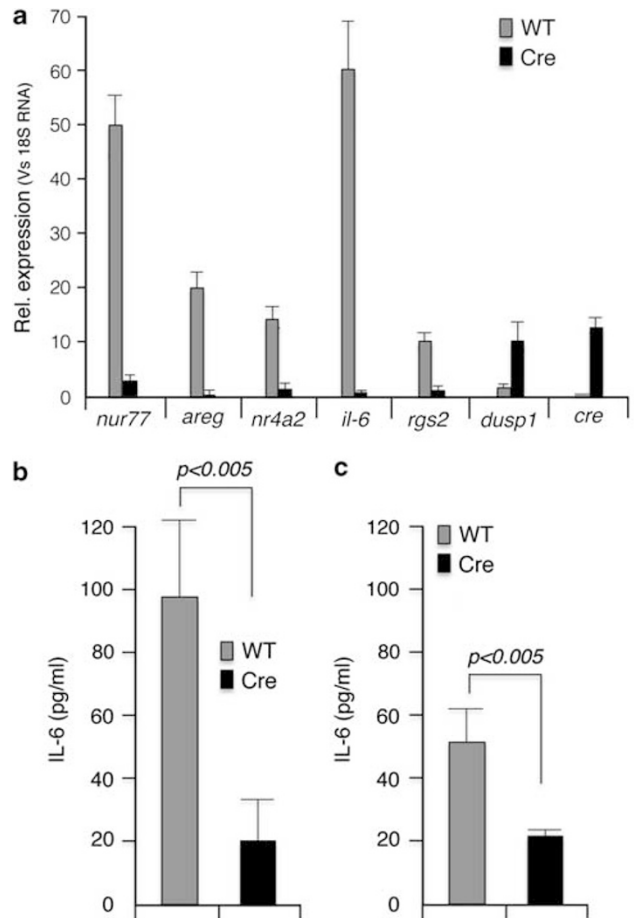 a
70
60
50
40
30
20
10
0
Rel. expression (Vs 18S RNA)
WT
Cre
nur77 areg nr4a2 il-6 rgs2 dusp1 cre
b
p<0.005
120
100
80
60
40
20
0
IL-6 (pg/ml)
WT
Cre
c
120
100
80
60
40
20
0
IL-6 (pg/ml)
WT
Cre
p<0.005